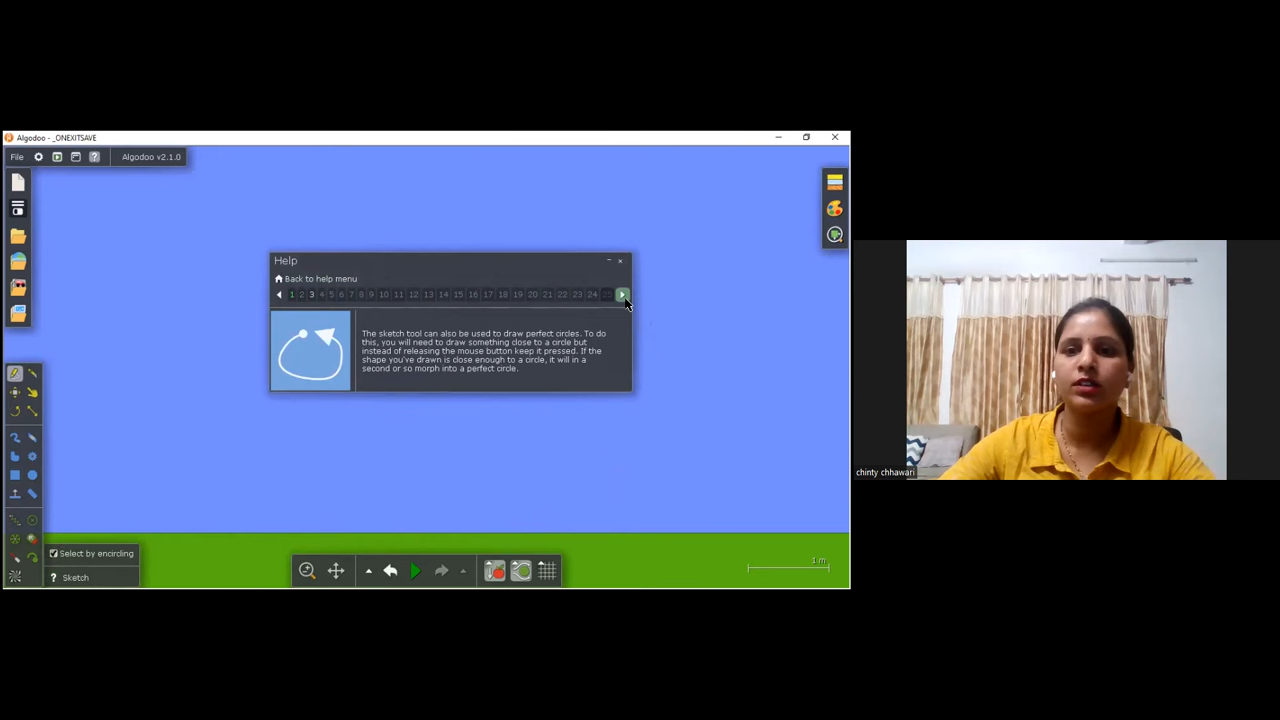 Algodoo - _ONEXITSAVE
File
Algodoo v2.1.0
Help
Back to help menu
1 2 3 4 5 6 7 8 9 10 11 12 13 14 15 16 17 18 19 20 21 22 23 24 25
The sketch tool can also be used to draw perfect circles. To do
this, you will need to draw something close to a circle but
instead of releasing the mouse button keep it pressed. If the
shape you've drawn is close enough to a circle, it will in a
second or so morph into a perfect circle.
chinty chhawari
Select by encircling
? Sketch
1 m